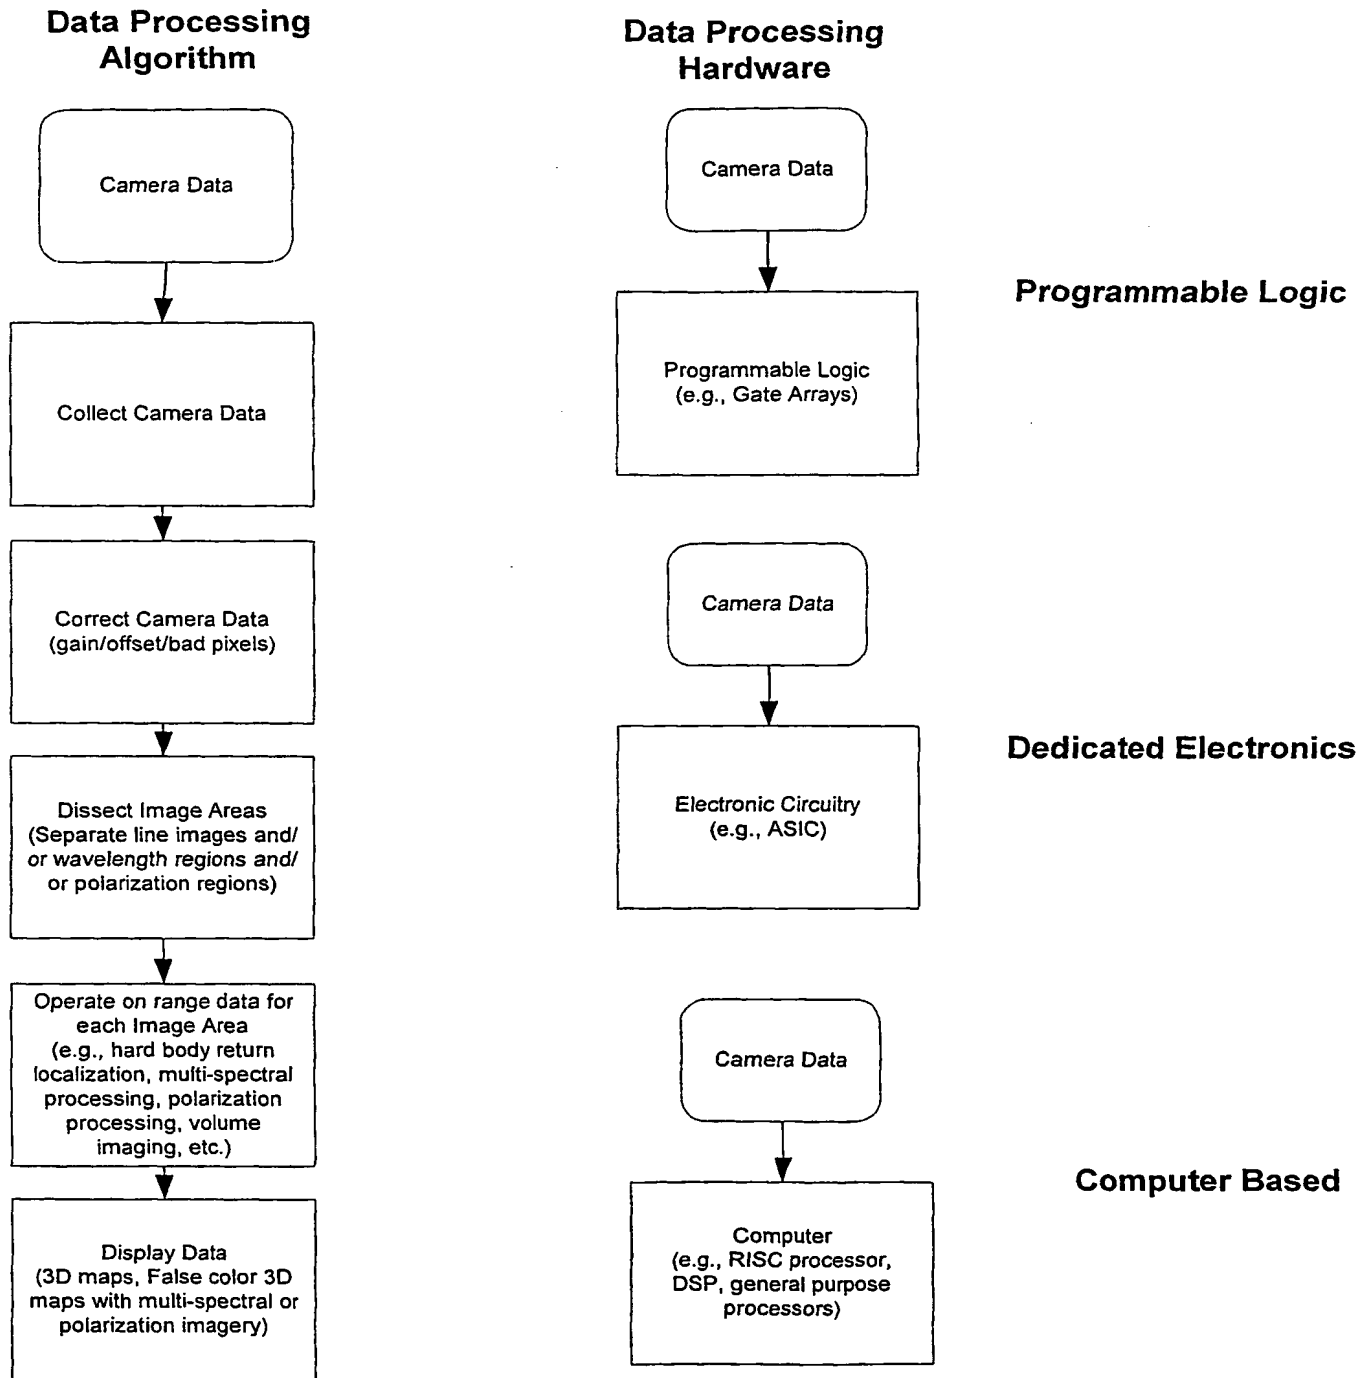 Data Processing
Algorithm
Camera Data
Collect Camera Data
Correct Camera Data
(gain/offset/bad pixels)
Dissect Image Areas
(Separate line images and/
or wavelength regions and/
or polarization regions)
Operate on range data for
each Image Area
(e.g., hard body return
localization, multi-spectral
processing, polarization
processing, volume
imaging, etc.)
Display Data
(3D maps, False color 3D
maps with multi-spectral or
polarization imagery)
Data Processing
Hardware
Camera Data
Programmable Logic
(e.g., Gate Arrays)
Programmable Logic
Camera Data
Electronic Circuitry
(e.g., ASIC)
Dedicated Electronics
Camera Data
Computer
(e.g., RISC processor,
DSP, general purpose
processors)
Computer Based